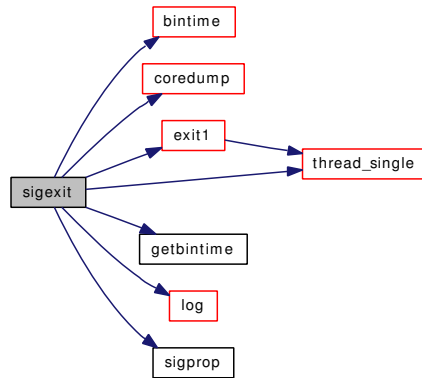 bintime
coredump
exit1
thread_single
sigexit
getbintime
log
sigprop